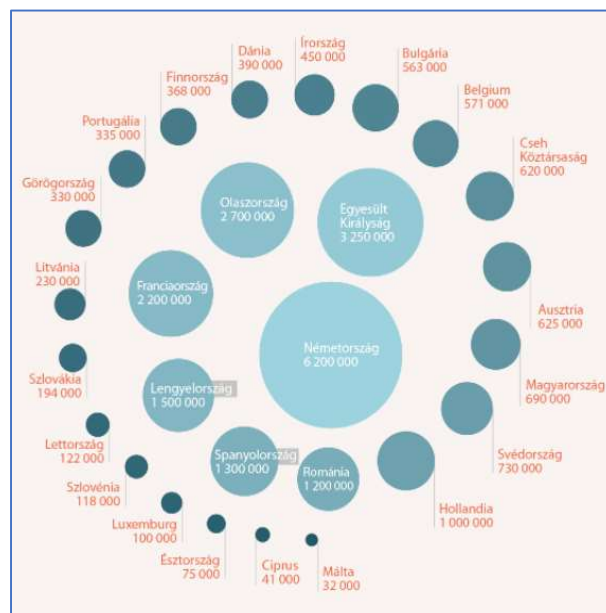 Írország
450 000
Dánia
390 000
Bulgária
563 000
Finnország
368 000
Belgium
571 000
Portugália
335 000
Cseh
Köztársaság
620 000
Görögország
330 000
Olaszország
2 700 000
Egyesült
Királyság
3 250 000
Litvánia
230 000
Franciaország
2 200 000
Ausztria
625 000
Németország
6 200 000
Szlovákia
194 000
Lengyelország
1 500 000
Magyarország
690 000
Lettország
122 000
Spanyolország
1 300 000
Románia
1 200 000
Svédország
730 000
Szlovénia
118 000
Hollandia
1 000 000
Luxemburg
100 000
Észtország
75 000
Ciprus
41 000
Málta
32 000